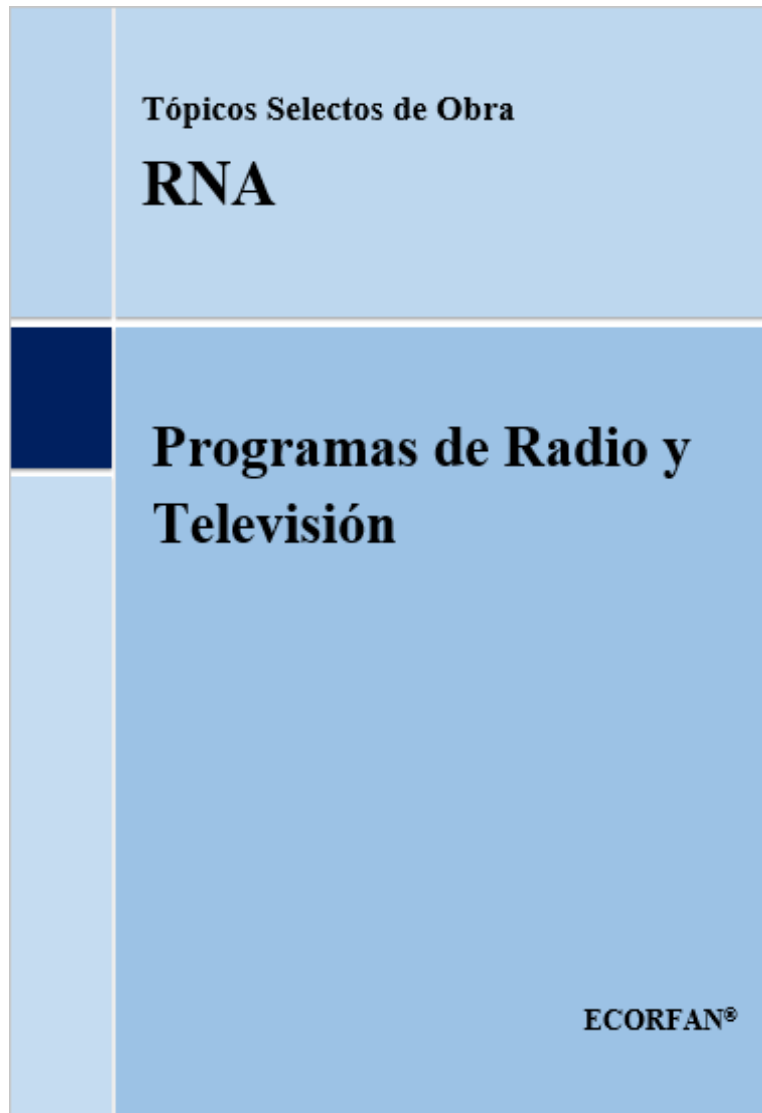 Tópicos Selectos de Obra
RNA
Programas de Radio y
Televisión
ECORFAN®